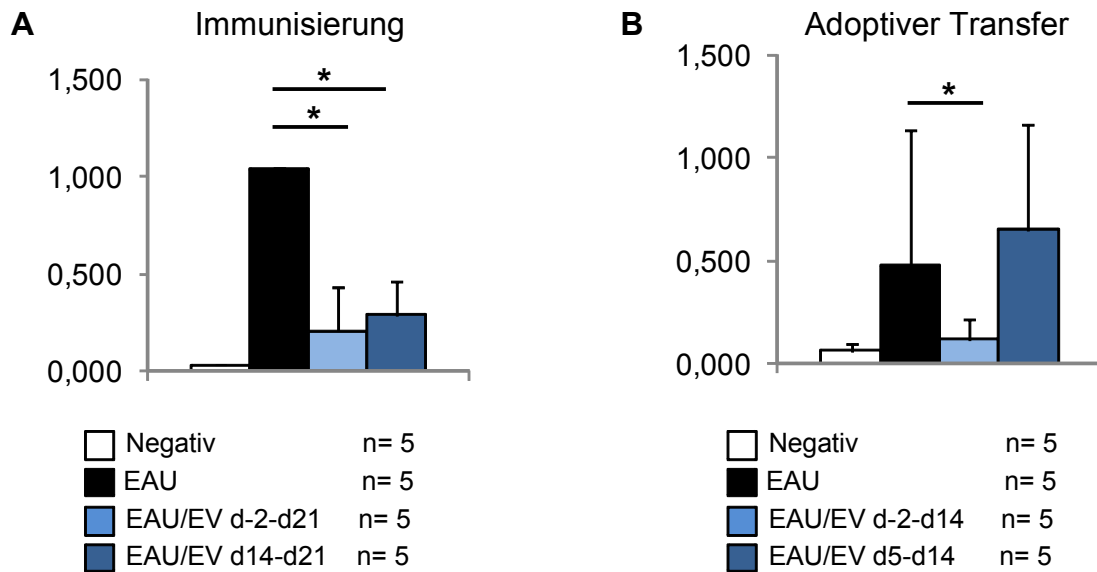 A Immunisierung
1,500
1,000
0,500
0,000
*
*
Negativ n= 5
EAU n= 5
EAU/EV d-2-d21 n= 5
EAU/EV d14-d21 n= 5
B Adoptiver Transfer
1,500
1,000
0,500
0,000
*
Negativ n= 5
EAU n= 5
EAU/EV d-2-d14 n= 5
EAU/EV d5-d14 n= 5